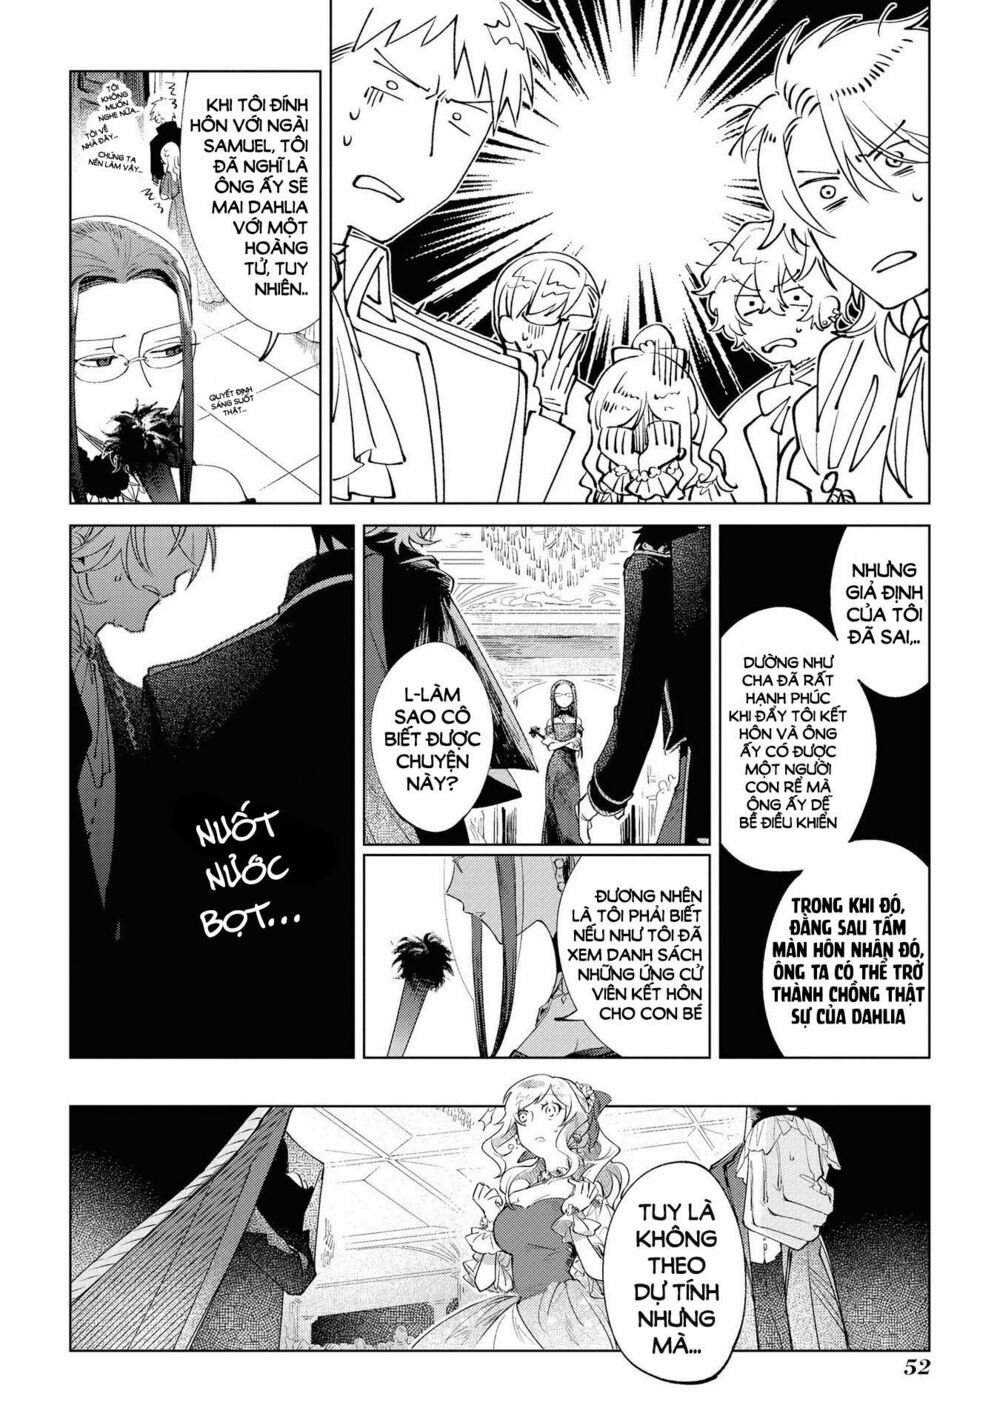 KHI TÔI ĐÍNH
HÔN VỚI NGÀI
SAMUEL, TÔI
ĐÃ NGHĨ LÀ
ÔNG ẤY SẼ
MAI DAHLIA
VỚI MỘT
HOÀNG
TỬ, TUY
NHIÊN..
TÔI
KHÔNG
MUỐN
NGHE NỮA...
TÔI VỀ
NHÀ ĐÂY...
CHÚNG TA
NÊN LÀM VẬY...
QUYẾT ĐỊNH
SÁNG SUỐT
THẬT...
NHƯNG
GIẢ ĐỊNH
CỦA TÔI
ĐÃ SAI,..
DƯỜNG NHƯ
CHA ĐÃ RẤT
HẠNH PHÚC
KHI ĐẨY TÔI KẾT
HÔN VÀ ÔNG
ẤY CÓ ĐƯỢC
MỘT NGƯỜI
CON RỂ MÀ
ÔNG ẤY DỄ
BỀ ĐIỀU KHIỂN
TRONG KHI ĐÓ,
ĐẰNG SAU TẤM
MÀN HÔN NHÂN ĐÓ,
ÔNG TA CÓ THỂ TRỞ
THÀNH CHỒNG THẬT
SỰ CỦA DAHLIA
L-LÀM
SAO CÔ
BIẾT ĐƯỢC
CHUYỆN
NÀY?
ĐƯƠNG NHIÊN
LÀ TÔI PHẢI BIẾT
NẾU NHƯ TÔI ĐÃ
XEM DANH SÁCH
NHỮNG ỨNG CỬ
VIÊN KẾT HÔN
CHO CON BÉ
NUỐT
NƯỚC
BỌT...
TUY LÀ
KHÔNG
THEO
DỰ TÍNH
NHƯNG
MÀ...
52